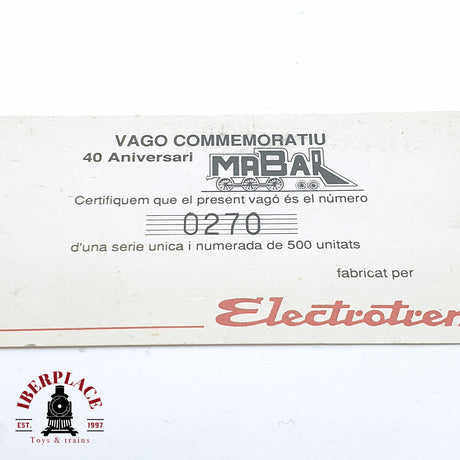 VAGO COMMEMORATIU
40 Aniversari MABAR
Certifiquem que el present vagó és el número
0270
d'una serie unica i numerada de 500 unitats
fabricat per
Electrotren
IBERPLACE
EST. 1997
Toys & trains